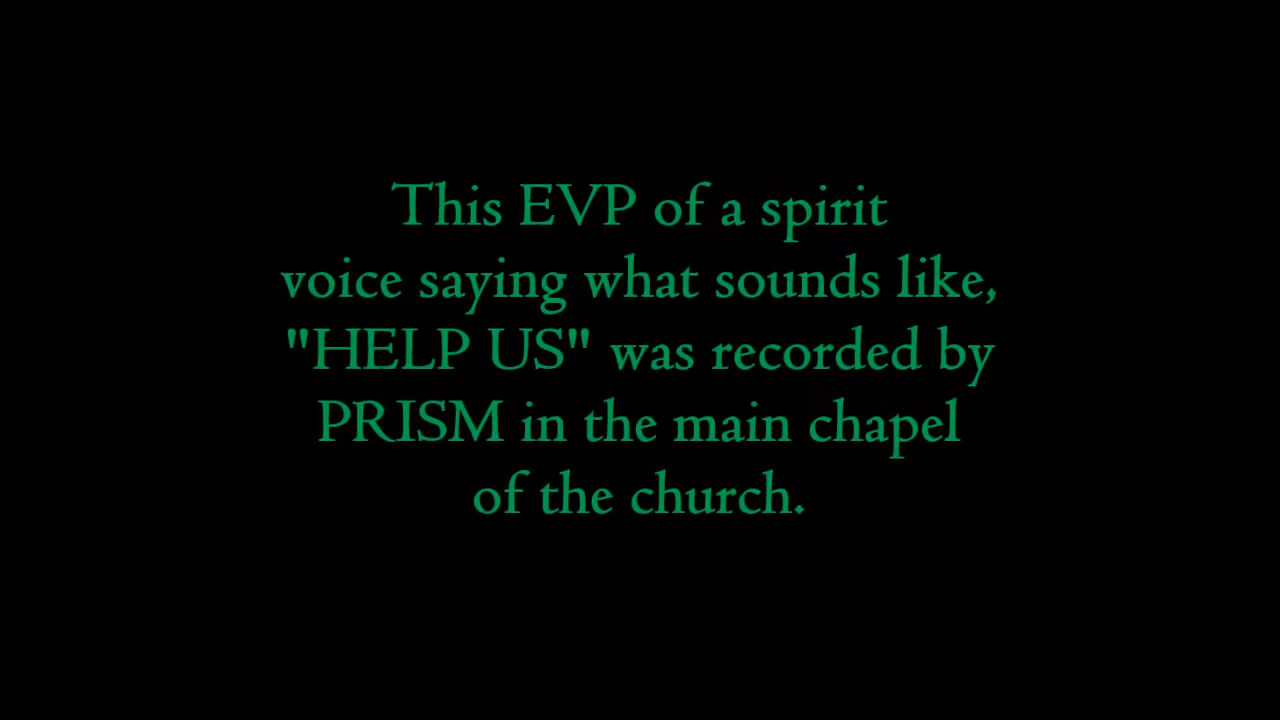 This EVP of a spirit
voice saying what sounds like,
"HELP US" was recorded by
PRISM in the main chapel
of the church.